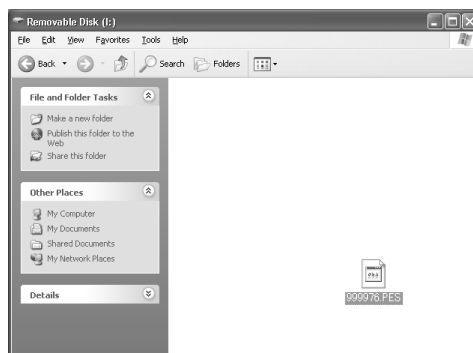 Removable Disk (I:)
File Edit View Favorites Tools Help
Back Search Folders
File and Folder Tasks
Make a new folder
Publish this folder to the
Web
Share this folder
Other Places
My Computer
My Documents
Shared Documents
My Network Places
Details
999976.PES